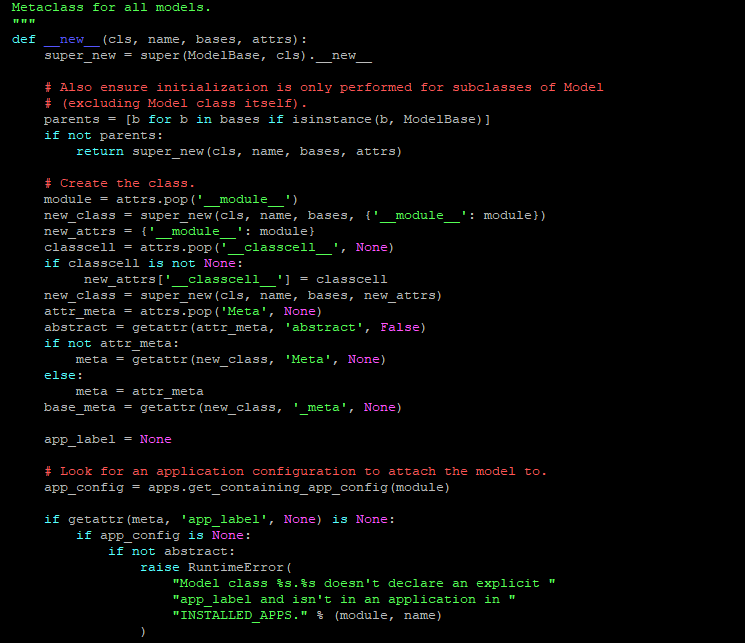 Metaclass for all models.
"""
def __new__(cls, name, bases, attrs):
    super_new = super(ModelBase, cls).__new__

    # Also ensure initialization is only performed for subclasses of Model
    # (excluding Model class itself).
    parents = [b for b in bases if isinstance(b, ModelBase)]
    if not parents:
        return super_new(cls, name, bases, attrs)

    # Create the class.
    module = attrs.pop('__module__')
    new_class = super_new(cls, name, bases, {'__module__': module})
    new_attrs = {'__module__': module}
    classcell = attrs.pop('__classcell__', None)
    if classcell is not None:
         new_attrs['__classcell__'] = classcell
    new_class = super_new(cls, name, bases, new_attrs)
    attr_meta = attrs.pop('Meta', None)
    abstract = getattr(attr_meta, 'abstract', False)
    if not attr_meta:
        meta = getattr(new_class, 'Meta', None)
    else:
        meta = attr_meta
    base_meta = getattr(new_class, '_meta', None)

    app_label = None

    # Look for an application configuration to attach the model to.
    app_config = apps.get_containing_app_config(module)

    if getattr(meta, 'app_label', None) is None:
        if app_config is None:
            if not abstract:
                raise RuntimeError(
                    "Model class %s.%s doesn't declare an explicit "
                    "app_label and isn't in an application in "
                    "INSTALLED_APPS." % (module, name)
                )